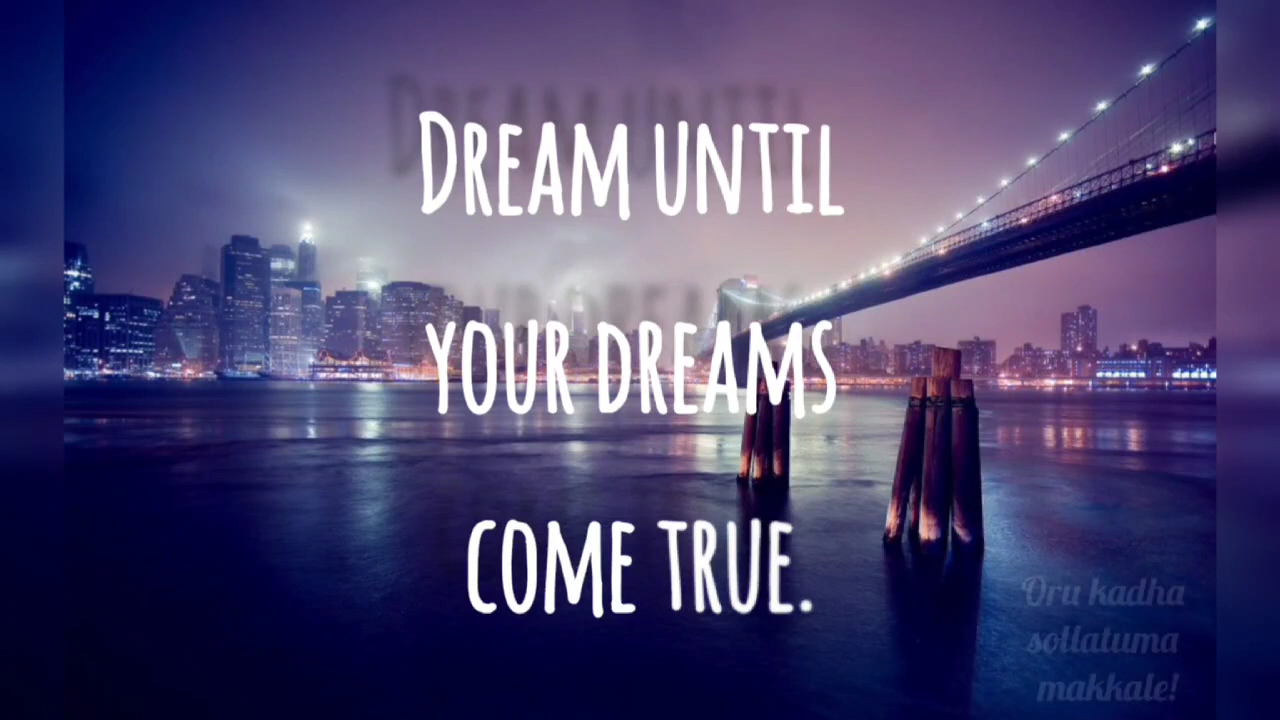 Dream until
your dreams
come true.
Oru kadha
sollatuma
makkale!